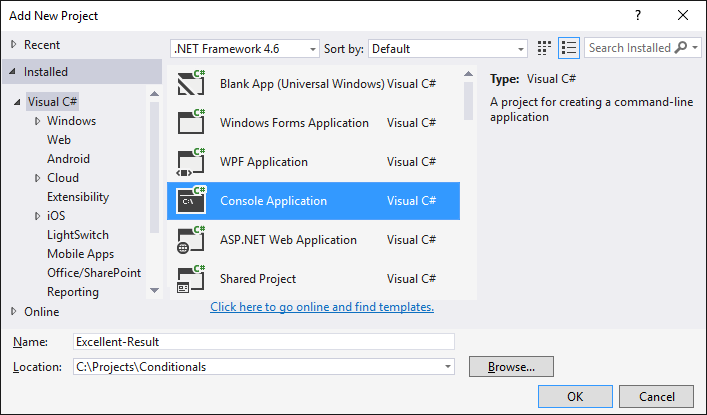 Add New Project
? ×
Recent
.NET Framework 4.6 Sort by: Default Search Installed
Installed
Visual C#
Windows
Web
Android
Cloud
Extensibility
iOS
LightSwitch
Mobile Apps
Office/SharePoint
Reporting
Online
C# Blank App (Universal Windows) Visual C#
C# Windows Forms Application Visual C#
C# WPF Application Visual C#
C# C:\ Console Application Visual C#
C# ASP.NET Web Application Visual C#
C# Shared Project Visual C#
Click here to go online and find templates.
Type: Visual C#
A project for creating a command-line
application
Name: Excellent-Result
Location: C:\Projects\Conditionals Browse...
OK Cancel